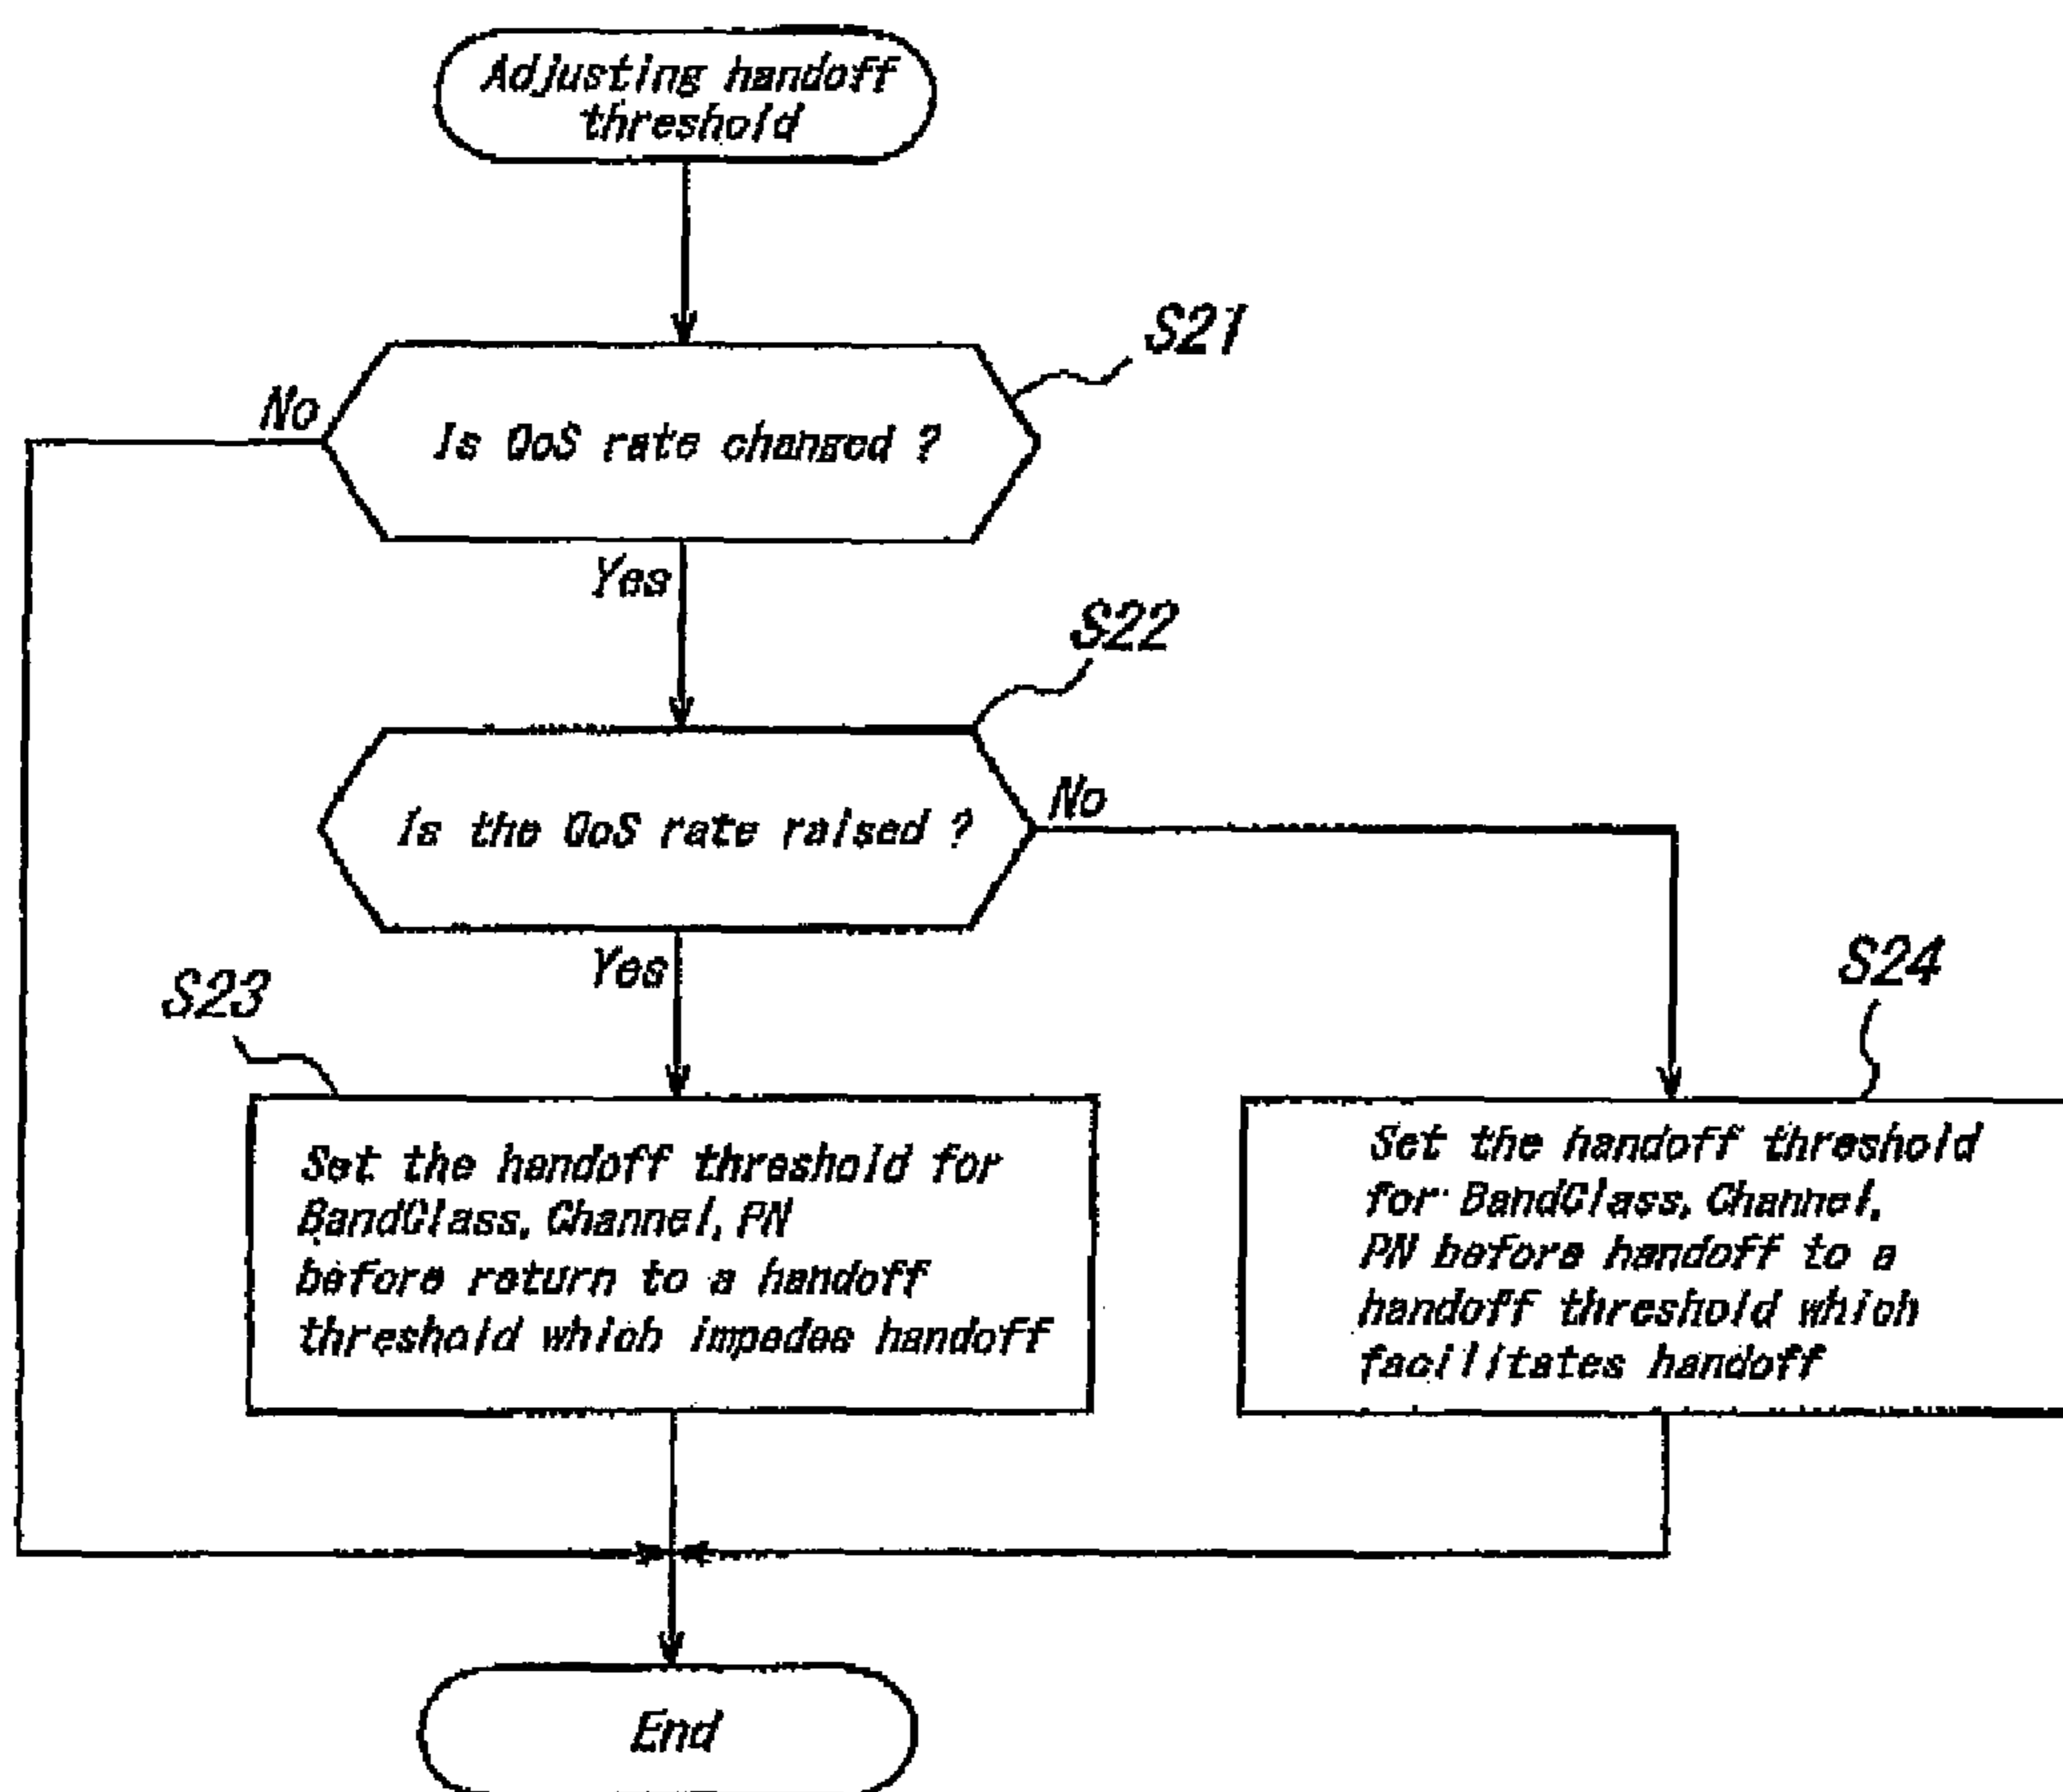 Adjusting handoff
threshold
S21
No
Is QoS rate changed ?
Yes
S22
Is the QoS rate raised ?
No
Yes
S23
S24
Set the handoff threshold for
BandClass, Channel, PN
before return to a handoff
threshold which impedes handoff
Set the handoff threshold
for BandClass, Channel,
PN before handoff to a
handoff threshold which
facilitates handoff
End